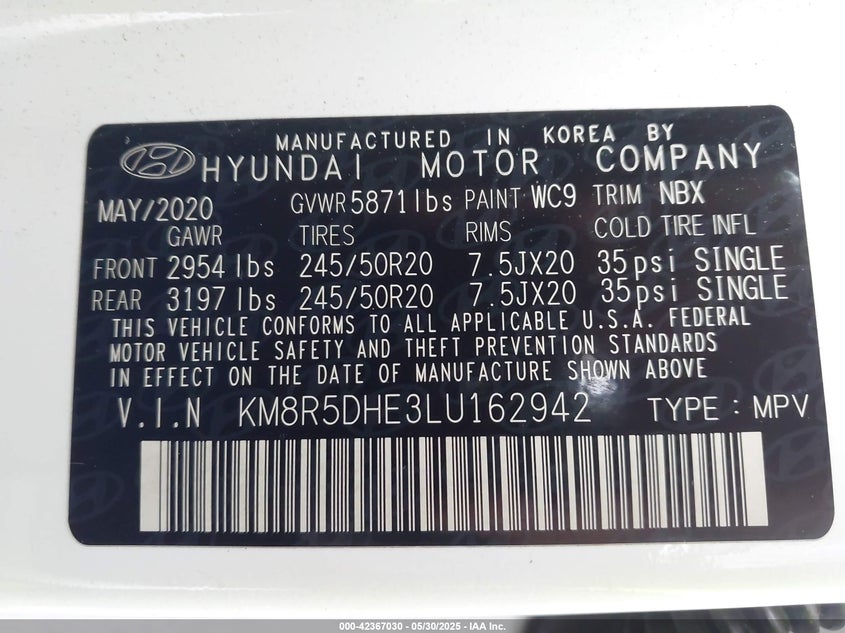 MANUFACTURED IN KOREA BY
HYUNDAI MOTOR COMPANY
MAY/2020 GVWR 5871lbs PAINT WC9 TRIM NBX
GAWR TIRES RIMS COLD TIRE INFL
FRONT 2954 lbs 245/50R20 7.5JX20 35psi SINGLE
REAR 3197 lbs 245/50R20 7.5JX20 35psi SINGLE
THIS VEHICLE CONFORMS TO ALL APPLICABLE U.S.A. FEDERAL
MOTOR VEHICLE SAFETY AND THEFT PREVENTION STANDARDS
IN EFFECT ON THE DATE OF MANUFACTURE SHOWN ABOVE
V.I.N KM8R5DHE3LU162942 TYPE : MPV
000-42367030 - 05/30/2025 - IAA Inc.